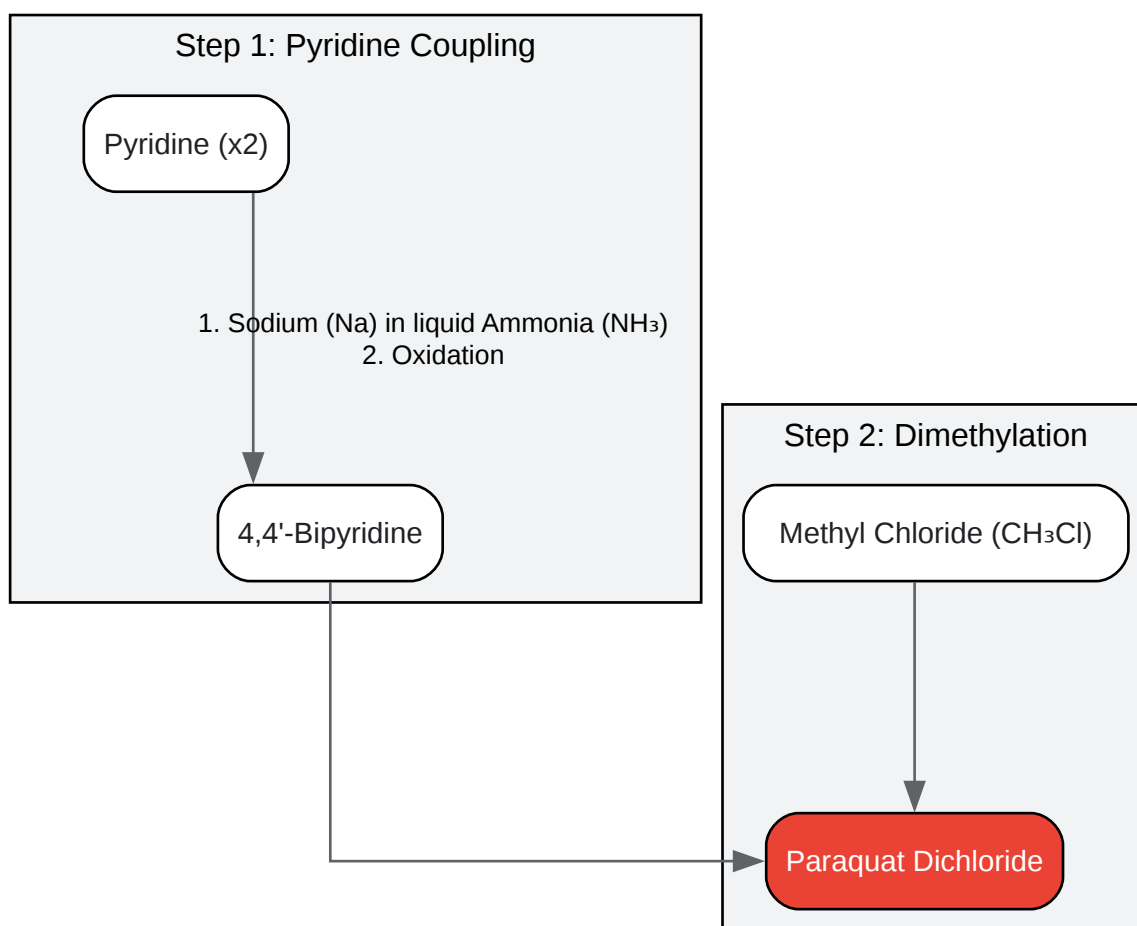 Step 1: Pyridine Coupling
Pyridine (x2)
1. Sodium (Na) in liquid Ammonia (NH₃)
2. Oxidation
4,4'-Bipyridine
Step 2: Dimethylation
Methyl Chloride (CH₃Cl)
Paraquat Dichloride